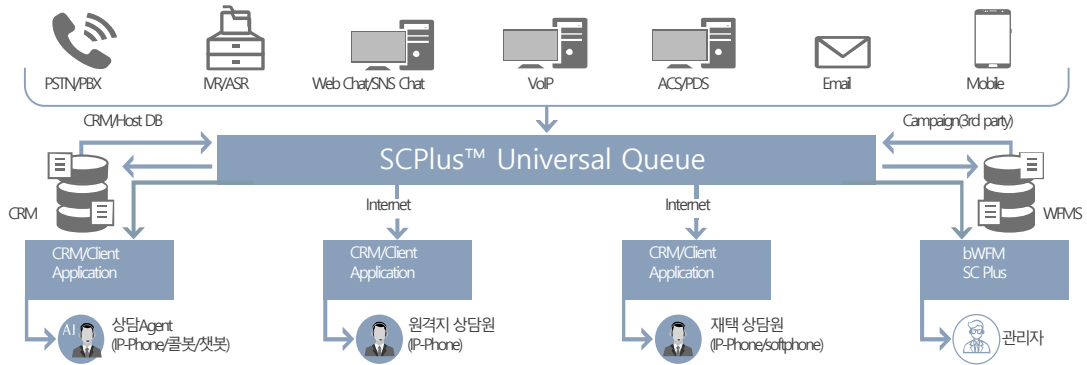 PSTN/PBX
IVR/ASR
Web Chat/SNS Chat
VoIP
ACS/PDS
Email
Mobile
CRM/Host DB
Campaign(3rd party)
SCPlus™ Universal Queue
CRM
Internet
Internet
WFMS
CRM/Client
Application
CRM/Client
Application
CRM/Client
Application
bWFM
SC Plus
AI
상담Agent
(IP-Phone/콜봇/챗봇)
원격지 상담원
(IP-Phone)
재택 상담원
(IP-Phone/softphone)
관리자